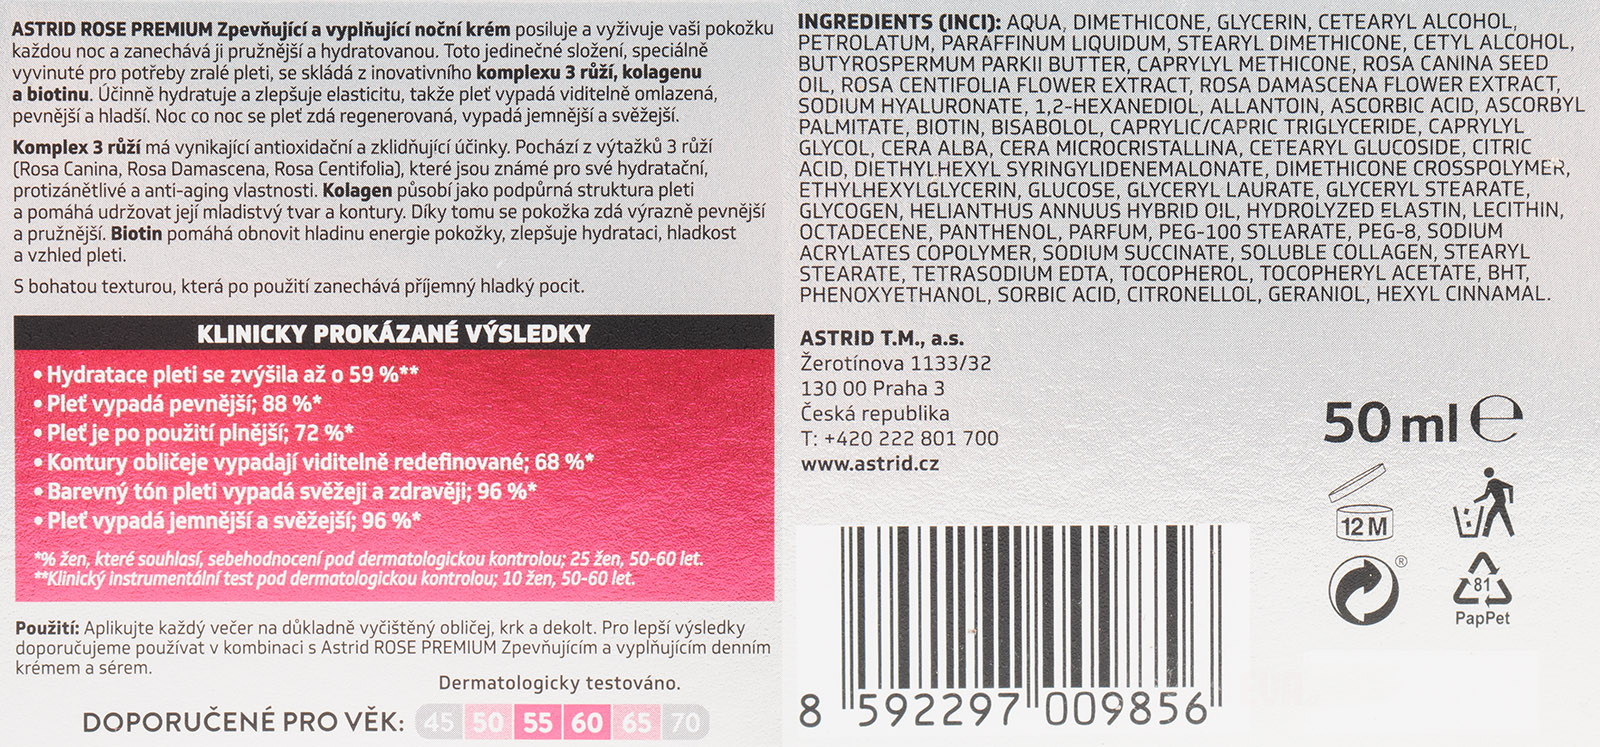 ASTRID ROSE PREMIUM Zpevňující a vyplňující noční krém posiluje a vyživuje vaši pokožku
každou noc a zanechává ji pružnější a hydratovanou. Toto jedinečné složení, speciálně
vyvinuté pro potřeby zralé pleti, se skládá z inovativního komplexu 3 růží, kolagenu
a biotinu. Účinně hydratuje a zlepšuje elasticitu, takže pleť vypadá viditelně omlazená,
pevnější a hladší. Noc co noc se pleť zdá regenerovaná, vypadá jemnější a svěžejší.
Komplex 3 růží má vynikající antioxidační a zklidňující účinky. Pochází z výtažků 3 růží
(Rosa Canina, Rosa Damascena, Rosa Centifolia), které jsou známé pro své hydratační,
protizánětlivé a anti-aging vlastnosti. Kolagen působí jako podpůrná struktura pleti
a pomáhá udržovat její mladistvý tvar a kontury. Díky tomu se pokožka zdá výrazně pevnější
a pružnější. Biotin pomáhá obnovit hladinu energie pokožky, zlepšuje hydrataci, hladkost
a vzhled pleti.
S bohatou texturou, která po použití zanechává příjemný hladký pocit.
KLINICKY PROKÁZANÉ VÝSLEDKY
• Hydratace pleti se zvýšila až o 59 %**
• Pleť vypadá pevnější; 88 %*
• Pleť je po použití plnější; 72 %*
• Kontury obličeje vypadají viditelně redefinované; 68 %*
• Barevný tón pleti vypadá svěžeji a zdravěji; 96 %*
• Pleť vypadá jemnější a svěžejší; 96 %*
*% žen, které souhlasí, sebehodnocení pod dermatologickou kontrolou; 25 žen, 50-60 let.
**Klinický instrumentální test pod dermatologickou kontrolou; 10 žen, 50-60 let.
Použití: Aplikujte každý večer na důkladně vyčištěný obličej, krk a dekolt. Pro lepší výsledky
doporučujeme používat v kombinaci s Astrid ROSE PREMIUM Zpevňujícím a vyplňujícím denním
krémem a sérem.
Dermatologicky testováno.
DOPORUČENÉ PRO VĚK: 45 50 55 60 65 70
INGREDIENTS (INCI): AQUA, DIMETHICONE, GLYCERIN, CETEARYL ALCOHOL,
PETROLATUM, PARAFFINUM LIQUIDUM, STEARYL DIMETHICONE, CETYL ALCOHOL,
BUTYROSPERMUM PARKII BUTTER, CAPRYLYL METHICONE, ROSA CANINA SEED
OIL, ROSA CENTIFOLIA FLOWER EXTRACT, ROSA DAMASCENA FLOWER EXTRACT,
SODIUM HYALURONATE, 1,2-HEXANEDIOL, ALLANTOIN, ASCORBIC ACID, ASCORBYL
PALMITATE, BIOTIN, BISABOLOL, CAPRYLIC/CAPRIC TRIGLYCERIDE, CAPRYLYL
GLYCOL, CERA ALBA, CERA MICROCRISTALLINA, CETEARYL GLUCOSIDE, CITRIC
ACID, DIETHYLHEXYL SYRINGYLIDENEMALONATE, DIMETHICONE CROSSPOLYMER,
ETHYLHEXYLGLYCERIN, GLUCOSE, GLYCERYL LAURATE, GLYCERYL STEARATE,
GLYCOGEN, HELIANTHUS ANNUUS HYBRID OIL, HYDROLYZED ELASTIN, LECITHIN,
OCTADECENE, PANTHENOL, PARFUM, PEG-100 STEARATE, PEG-8, SODIUM
ACRYLATES COPOLYMER, SODIUM SUCCINATE, SOLUBLE COLLAGEN, STEARYL
STEARATE, TETRASODIUM EDTA, TOCOPHEROL, TOCOPHERYL ACETATE, BHT,
PHENOXYETHANOL, SORBIC ACID, CITRONELLOL, GERANIOL, HEXYL CINNAMAL.
ASTRID T.M., a.s.
Žerotínova 1133/32
130 00 Praha 3
Česká republika
T: +420 222 801 700
www.astrid.cz
50 ml ℮
12 M
®
81
PapPet
8 592297 009856